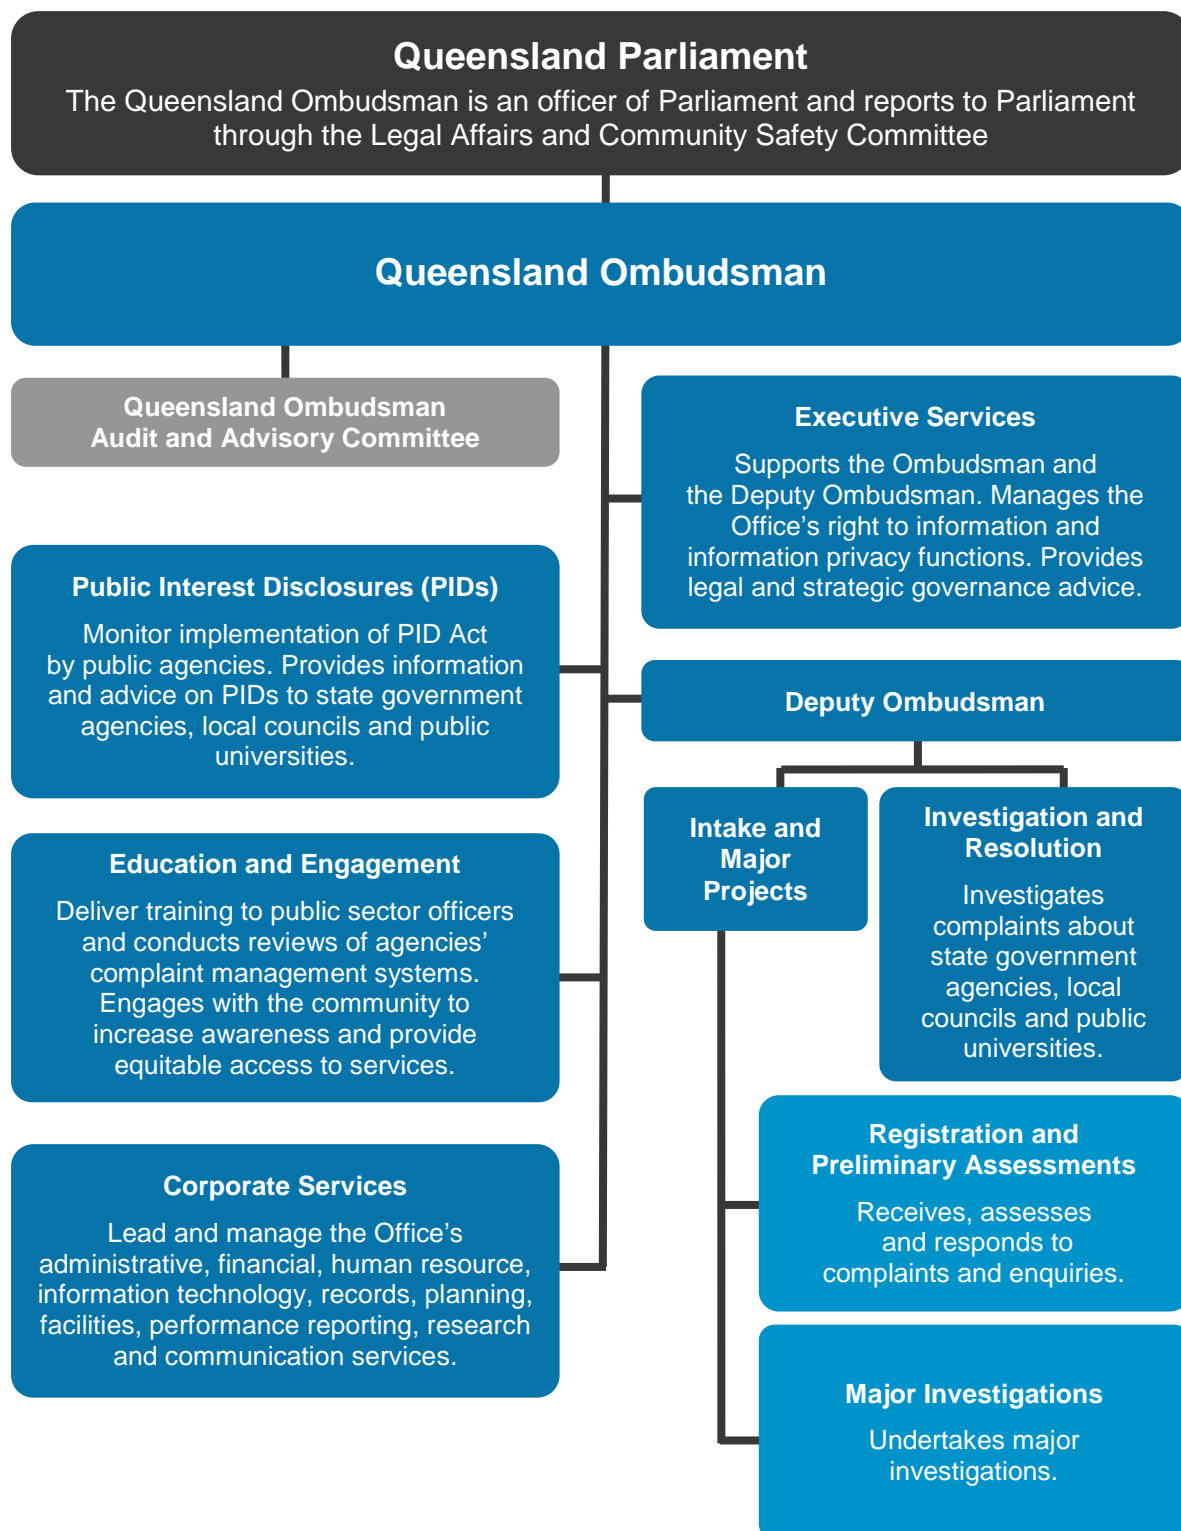 Queensland Parliament
The Queensland Ombudsman is an officer of Parliament and reports to Parliament
through the Legal Affairs and Community Safety Committee
Queensland Ombudsman
Queensland Ombudsman
Audit and Advisory Committee
Executive Services
Supports the Ombudsman and
the Deputy Ombudsman. Manages the
Office’s right to information and
information privacy functions. Provides
legal and strategic governance advice.
Public Interest Disclosures (PIDs)
Monitor implementation of PID Act
by public agencies. Provides information
and advice on PIDs to state government
agencies, local councils and public
universities.
Deputy Ombudsman
Intake and
Major
Projects
Investigation and
Resolution
Investigates
complaints about
state government
agencies, local
councils and public
universities.
Education and Engagement
Deliver training to public sector officers
and conducts reviews of agencies’
complaint management systems.
Engages with the community to
increase awareness and provide
equitable access to services.
Registration and
Preliminary Assessments
Receives, assesses
and responds to
complaints and enquiries.
Corporate Services
Lead and manage the Office’s
administrative, financial, human resource,
information technology, records, planning,
facilities, performance reporting, research
and communication services.
Major Investigations
Undertakes major
investigations.